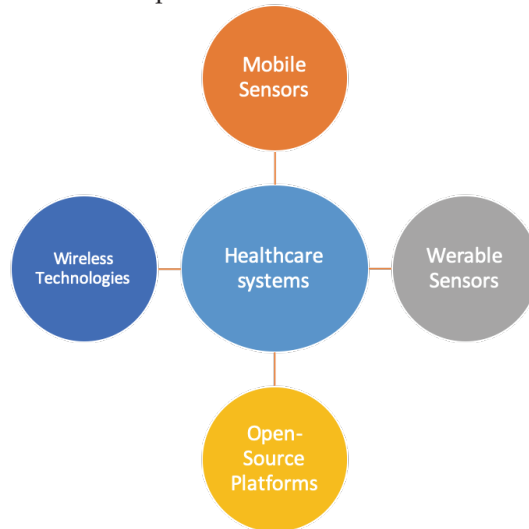 Mobile
Sensors
Wireless
Technologies
Healthcare
systems
Werable
Sensors
Open-
Source
Platforms